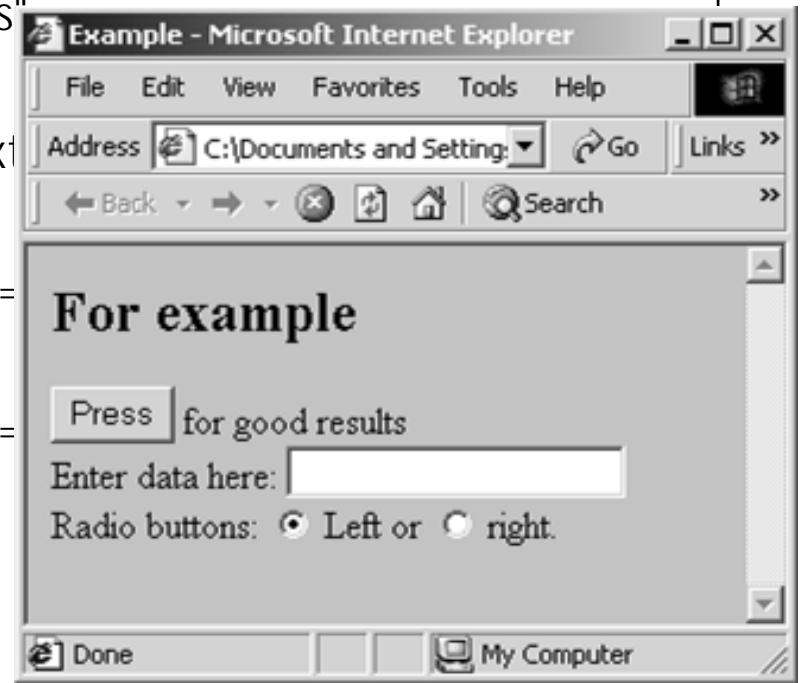 S"
Example - Microsoft Internet Explorer
File Edit View Favorites Tools Help
xt
Address C:\Documents and Setting: Go Links »
Back Search »
=
For example
Press for good results
=
Enter data here:
Radio buttons: Left or right.
Done My Computer